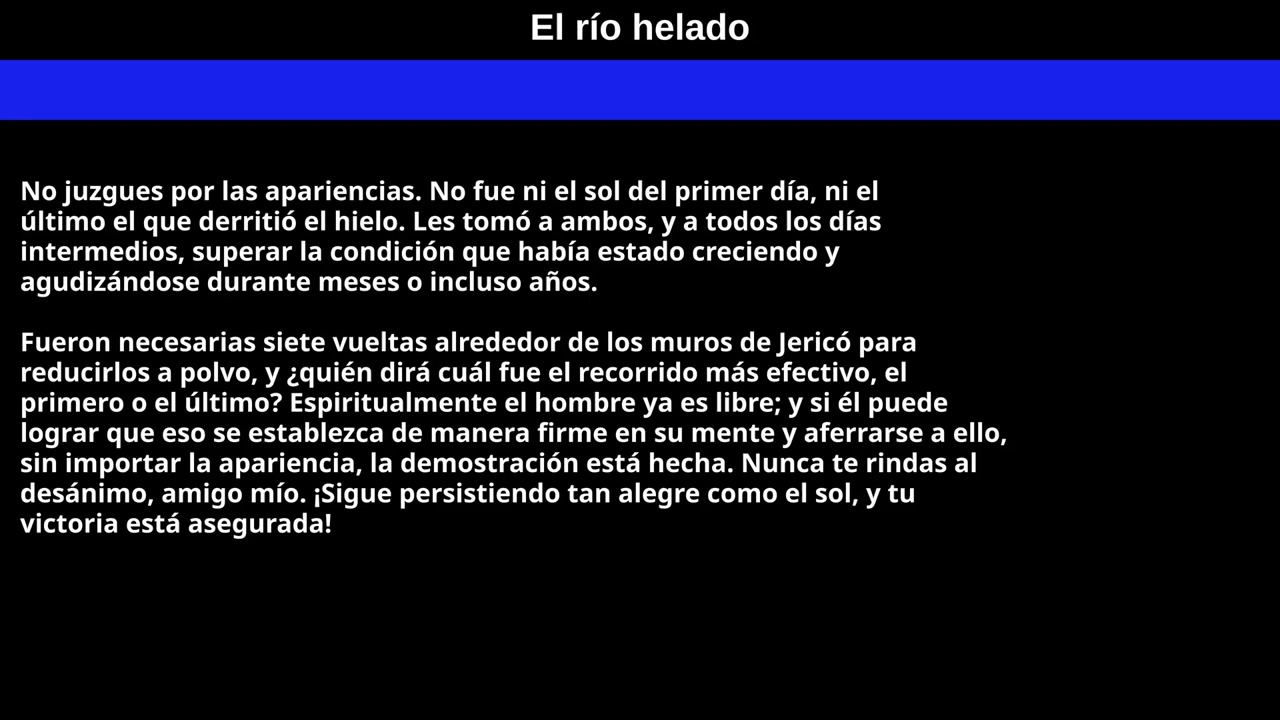 El río helado
No juzgues por las apariencias. No fue ni el sol del primer día, ni el
último el que derritió el hielo. Les tomó a ambos, y a todos los días
intermedios, superar la condición que había estado creciendo y
agudizándose durante meses o incluso años.
Fueron necesarias siete vueltas alrededor de los muros de Jericó para
reducirlos a polvo, y ¿quién dirá cuál fue el recorrido más efectivo, el
primero o el último? Espiritualmente el hombre ya es libre; y si él puede
lograr que eso se establezca de manera firme en su mente y aferrarse a ello,
sin importar la apariencia, la demostración está hecha. Nunca te rindas al
desánimo, amigo mío. ¡Sigue persistiendo tan alegre como el sol, y tu
victoria está asegurada!